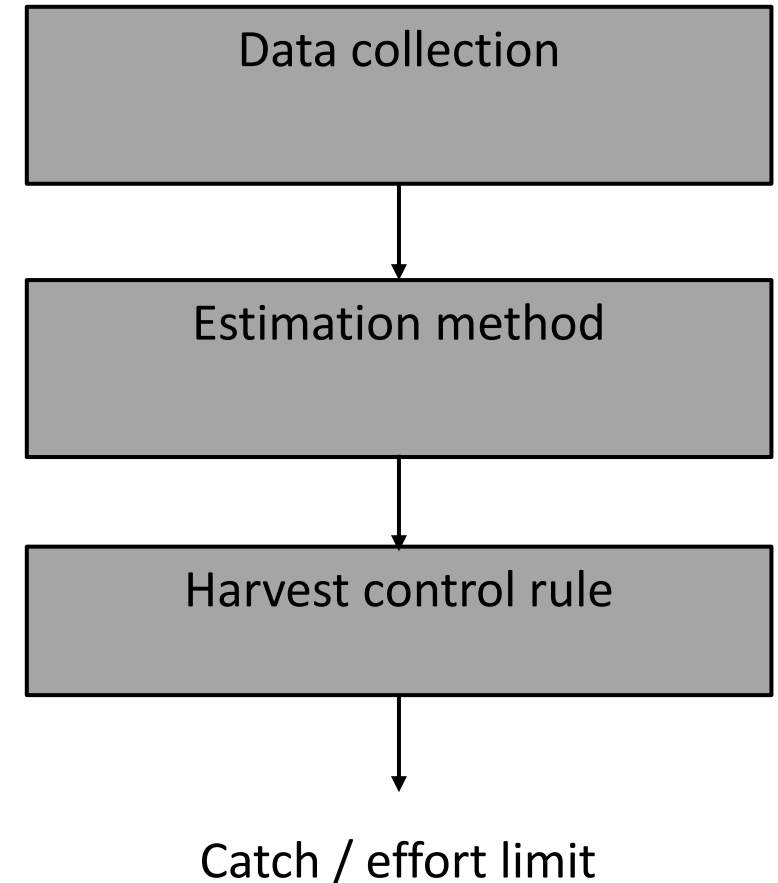 Data collection
Estimation method
Harvest control rule
Catch / effort limit